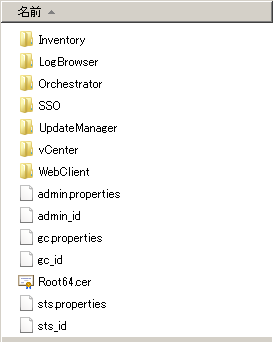 名前
Inventory
LogBrowser
Orchestrator
SSO
UpdateManager
vCenter
WebClient
admin.properties
admin_id
gc.properties
gc_id
Root64.cer
sts.properties
sts_id